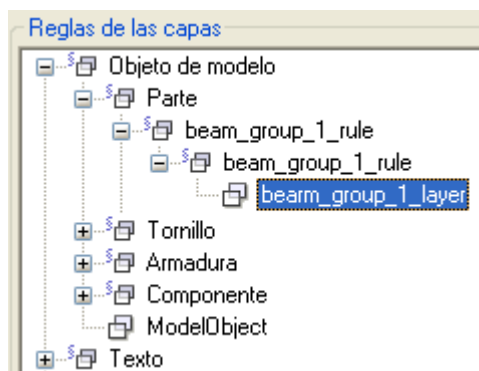 Reglas de las capas
Objeto de modelo
Parte
beam_group_1_rule
beam_group_1_rule
bearm_group_1_layer
Tornillo
Armadura
Componente
ModelObject
Texto